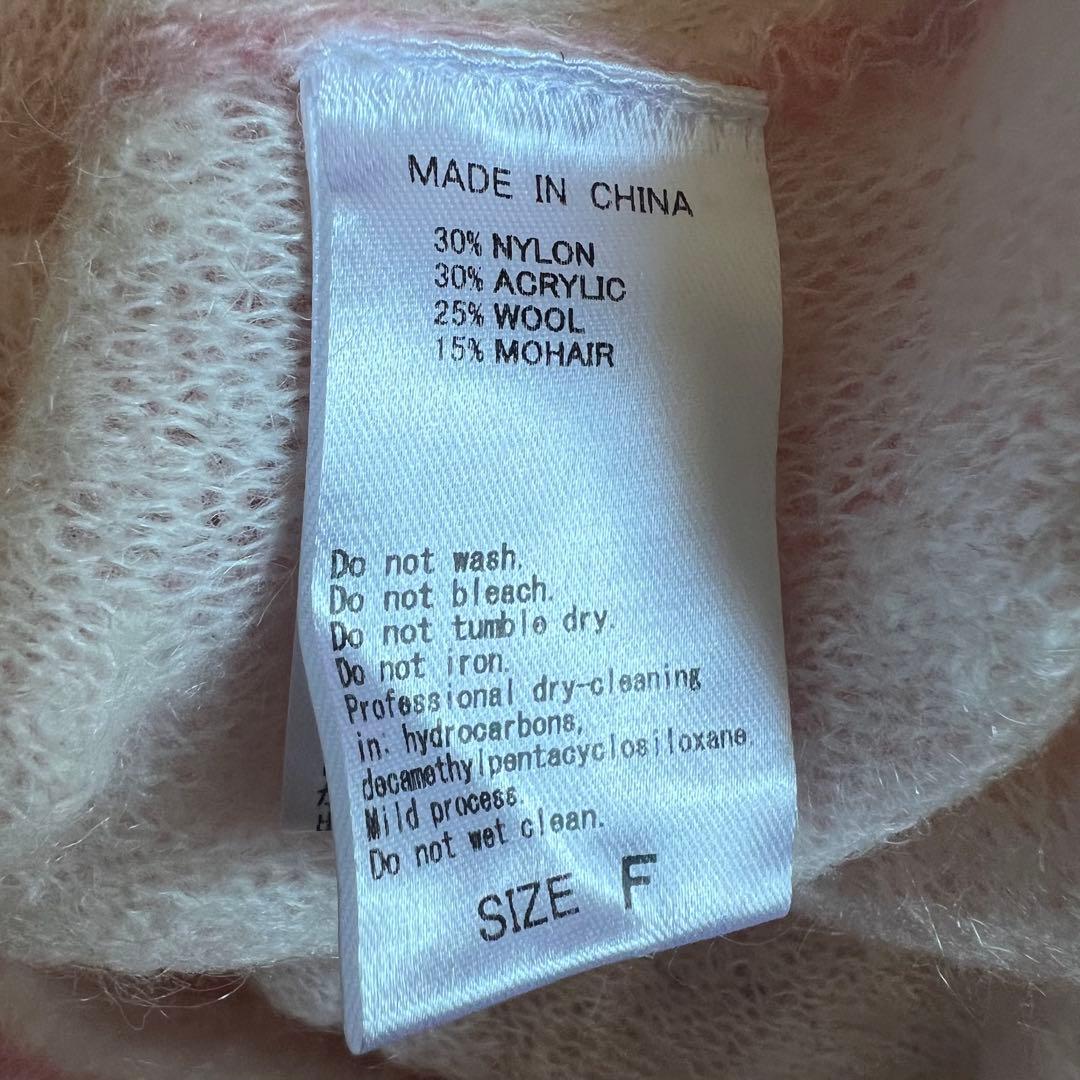 MADE IN CHINA
30% NYLON
30% ACRYLIC
25% WOOL
15% MOHAIR
Do not wash.
Do not bleach.
Do not tumble dry.
Do not iron.
Professional dry-cleaning
in: hydrocarbons,
decamethylpentacyclosiloxane.
Mild process.
Do not wet clean.
SIZE F